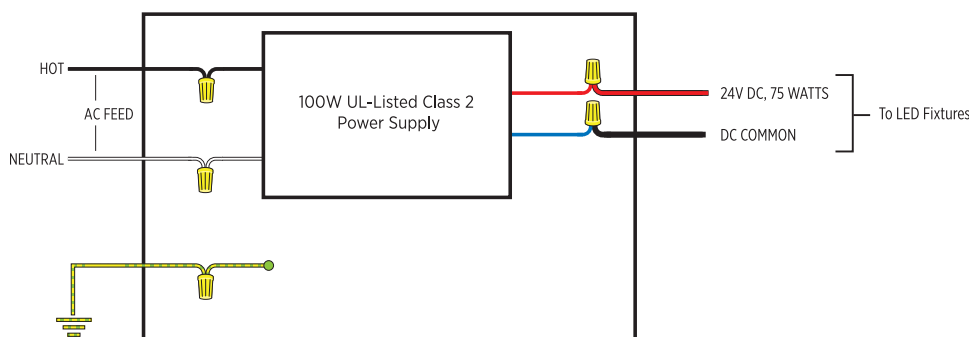 HOT
AC FEED
NEUTRAL
100W UL-Listed Class 2
Power Supply
24V DC, 75 WATTS
DC COMMON
To LED Fixtures